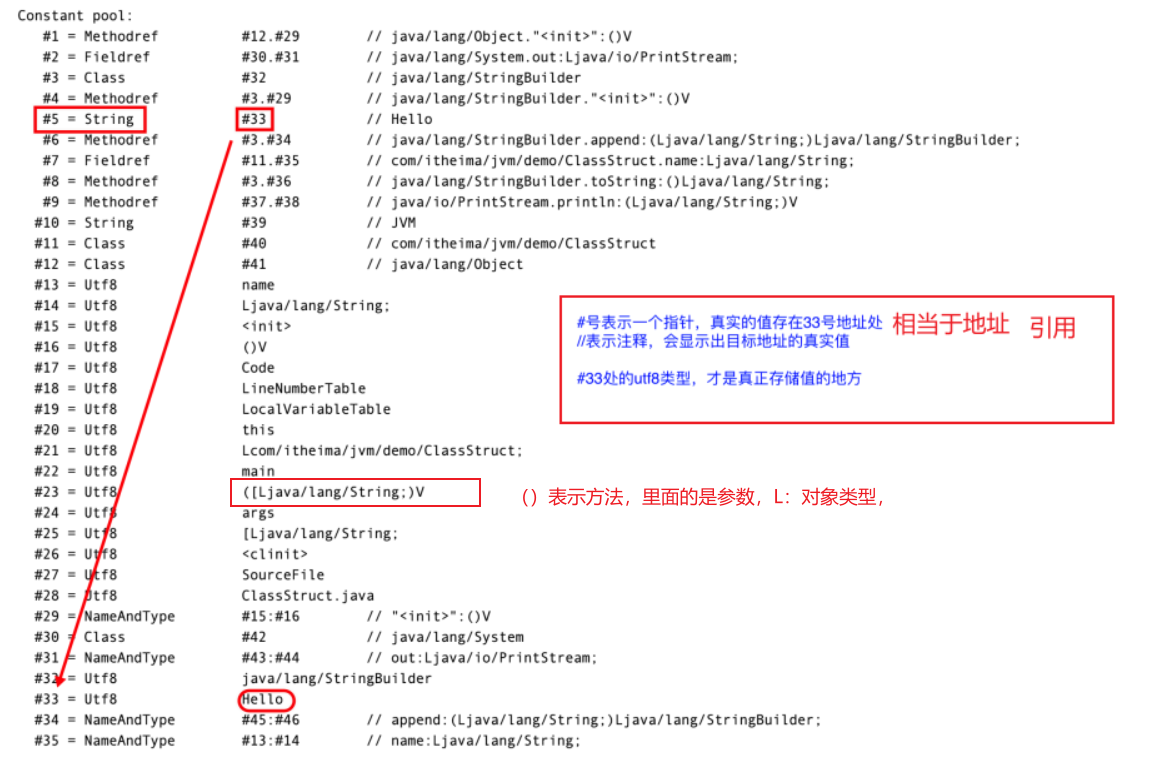 Constant pool:
#1 = Methodref #12.#29 // java/lang/Object."<init>":()V
#2 = Fieldref #30.#31 // java/lang/System.out:Ljava/io/PrintStream;
#3 = Class #32 // java/lang/StringBuilder
#4 = Methodref #3.#29 // java/lang/StringBuilder."<init>":()V
#5 = String #33 // Hello
#6 = Methodref #3.#34 // java/lang/StringBuilder.append:(Ljava/lang/String;)Ljava/lang/StringBuilder;
#7 = Fieldref #11.#35 // com/itheima/jvm/demo/ClassStruct.name:Ljava/lang/String;
#8 = Methodref #3.#36 // java/lang/StringBuilder.toString:()Ljava/lang/String;
#9 = Methodref #37.#38 // java/io/PrintStream.println:(Ljava/lang/String;)V
#10 = String #39 // JVM
#11 = Class #40 // com/itheima/jvm/demo/ClassStruct
#12 = Class #41 // java/lang/Object
#13 = Utf8 name
#14 = Utf8 Ljava/lang/String;
#15 = Utf8 <init>
#16 = Utf8 ()V
#17 = Utf8 Code
#18 = Utf8 LineNumberTable
#19 = Utf8 LocalVariableTable
#20 = Utf8 this
#21 = Utf8 Lcom/itheima/jvm/demo/ClassStruct;
#22 = Utf8 main
#23 = Utf8 ([Ljava/lang/String;)V
#24 = Utf8 args
#25 = Utf8 [Ljava/lang/String;
#26 = Utf8 <clinit>
#27 = Utf8 SourceFile
#28 = Utf8 ClassStruct.java
#29 = NameAndType #15:#16 // "<init>":()V
#30 = Class #42 // java/lang/System
#31 = NameAndType #43:#44 // out:Ljava/io/PrintStream;
#32 = Utf8 java/lang/StringBuilder
#33 = Utf8 Hello
#34 = NameAndType #45:#46 // append:(Ljava/lang/String;)Ljava/lang/StringBuilder;
#35 = NameAndType #13:#14 // name:Ljava/lang/String;
#号表示一个指针，真实的值存在33号地址处 相当于地址 引用
//表示注释，会显示出目标地址的真实值
#33处的utf8类型，才是真正存储值的地方
（）表示方法，里面的是参数，L：对象类型，